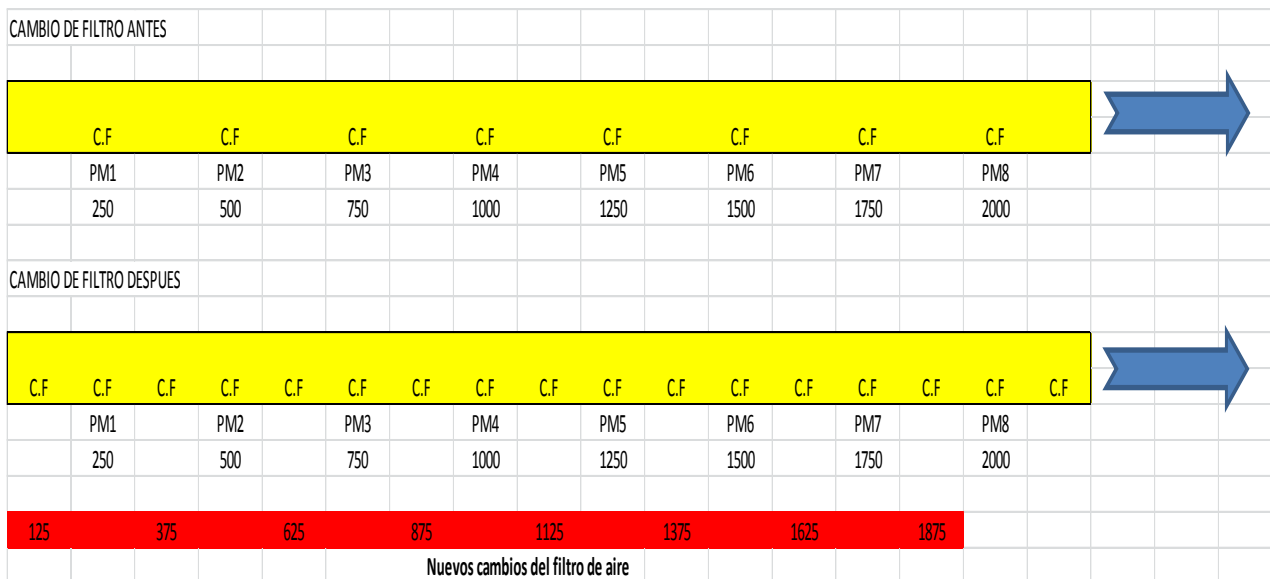 CAMBIO DE FILTRO ANTES
C.F C.F C.F C.F C.F C.F C.F C.F
PM1 PM2 PM3 PM4 PM5 PM6 PM7 PM8
250 500 750 1000 1250 1500 1750 2000
CAMBIO DE FILTRO DESPUES
C.F C.F C.F C.F C.F C.F C.F C.F C.F C.F C.F C.F C.F C.F C.F C.F C.F
PM1 PM2 PM3 PM4 PM5 PM6 PM7 PM8
250 500 750 1000 1250 1500 1750 2000
125 375 625 875 1125 1375 1625 1875
Nuevos cambios del filtro de aire